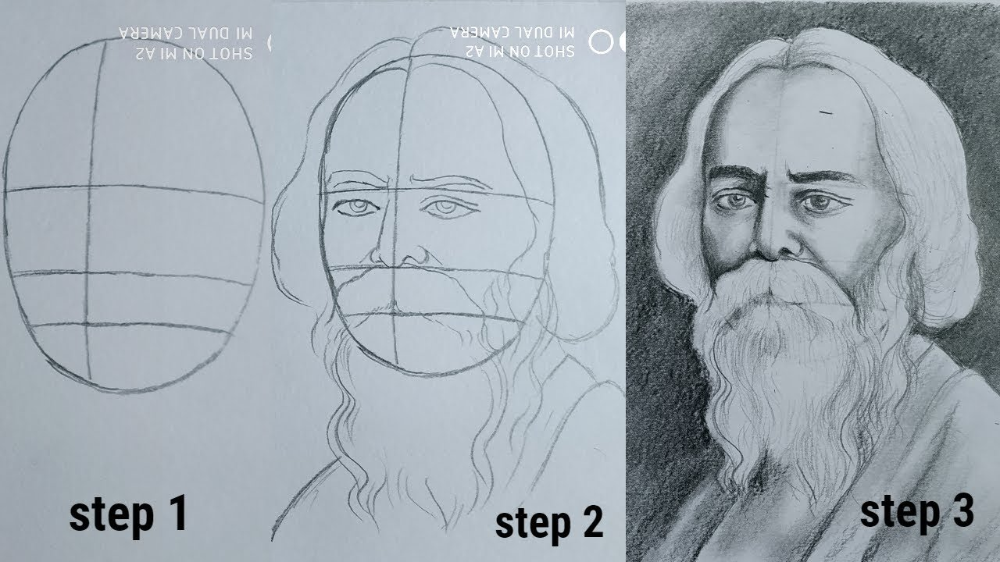 SHOT ON MI A2
MI DUAL CAMERA
SHOT ON MI A2
MI DUAL CAMERA
step 1
step 2
step 3